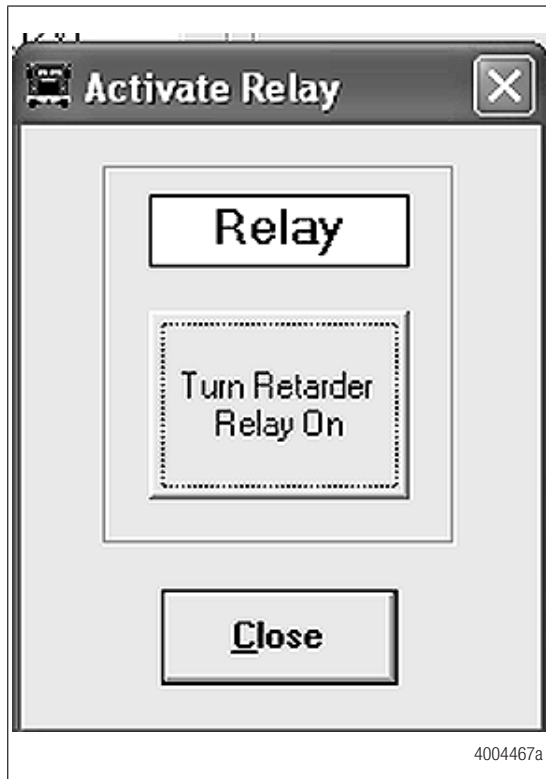 Activate Relay
Relay
Turn Retarder
Relay On
Close
4004467a